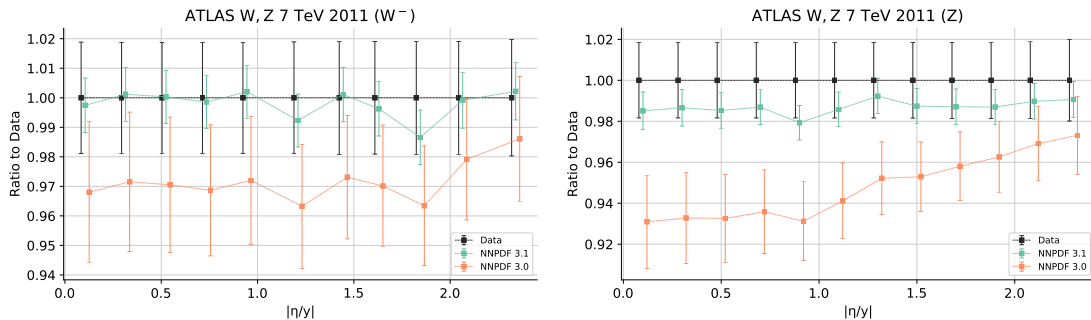 ATLAS W, Z 7 TeV 2011 (W⁻)
Ratio to Data
1.02
1.01
1.00
0.99
0.98
0.97
0.96
0.95
0.94
0.0
0.5
1.0
1.5
2.0
|η/y|
Data
NNPDF 3.1
NNPDF 3.0
ATLAS W, Z 7 TeV 2011 (Z)
Ratio to Data
1.02
1.00
0.98
0.96
0.94
0.92
0.0
0.5
1.0
1.5
2.0
|η/y|
Data
NNPDF 3.1
NNPDF 3.0